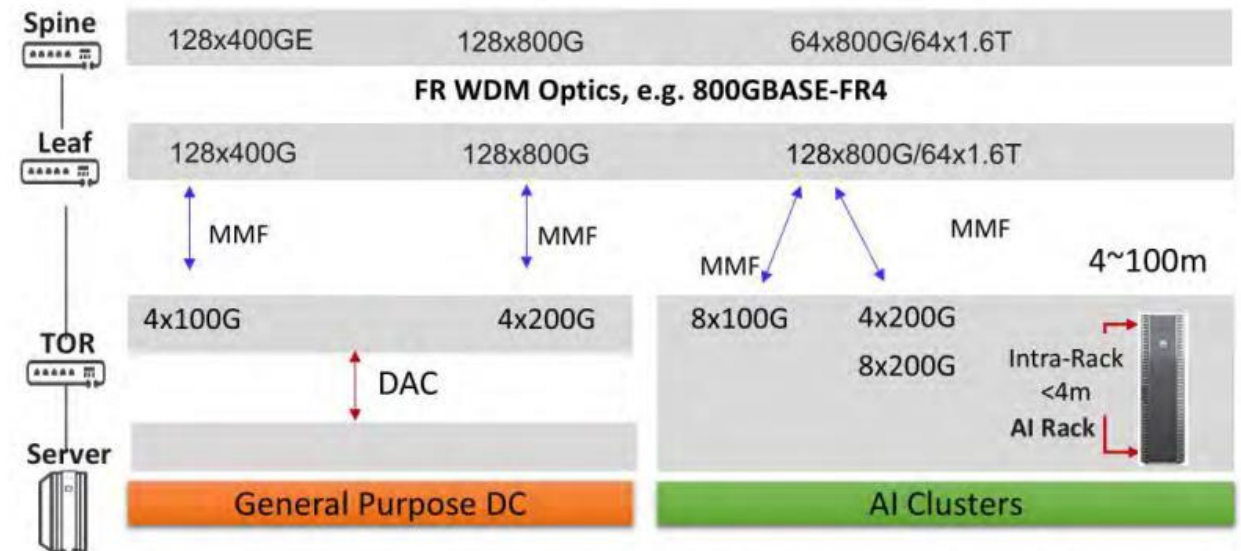 Spine
128x400GE 128x800G 64x800G/64x1.6T
FR WDM Optics, e.g. 800GBASE-FR4
Leaf
128x400G 128x800G 128x800G/64x1.6T
MMF MMF MMF MMF
4~100m
TOR
4x100G 4x200G 8x100G 4x200G
8x200G
DAC
Intra-Rack
<4m
AI Rack
Server
General Purpose DC AI Clusters